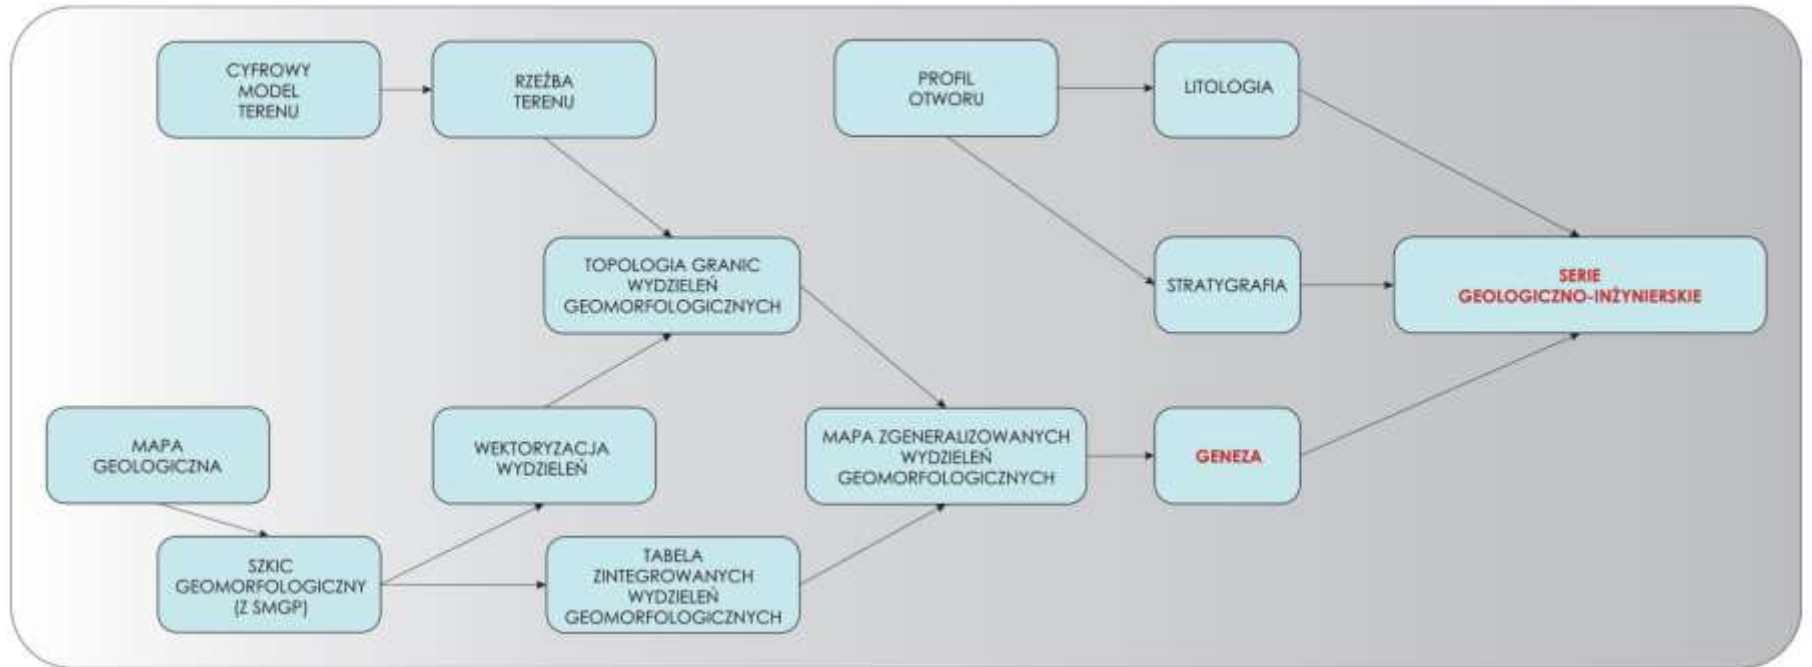 CYFROWY
MODEL
TERENU
RZEŹBA
TERENU
PROFIL
OTWORU
LITOLOGIA
TOPOLOGIA GRANIC
WYDZIELEŃ
GEOMORFOLOGICZNYCH
STRATYGRAFIA
SERIE
GEOLOGICZNO-INŻYNIERSKIE
MAPA
GEOLOGICZNA
WEKTORYZACJA
WYDZIELEŃ
MAPA ZGENERALIZOWANYCH
WYDZIELEŃ
GEOMORFOLOGICZNYCH
GENEZA
SZKIC
GEOMORFOLOGICZNY
(Z SMGP)
TABELA
ZINTEGROWANYCH
WYDZIELEŃ
GEOMORFOLOGICZNYCH